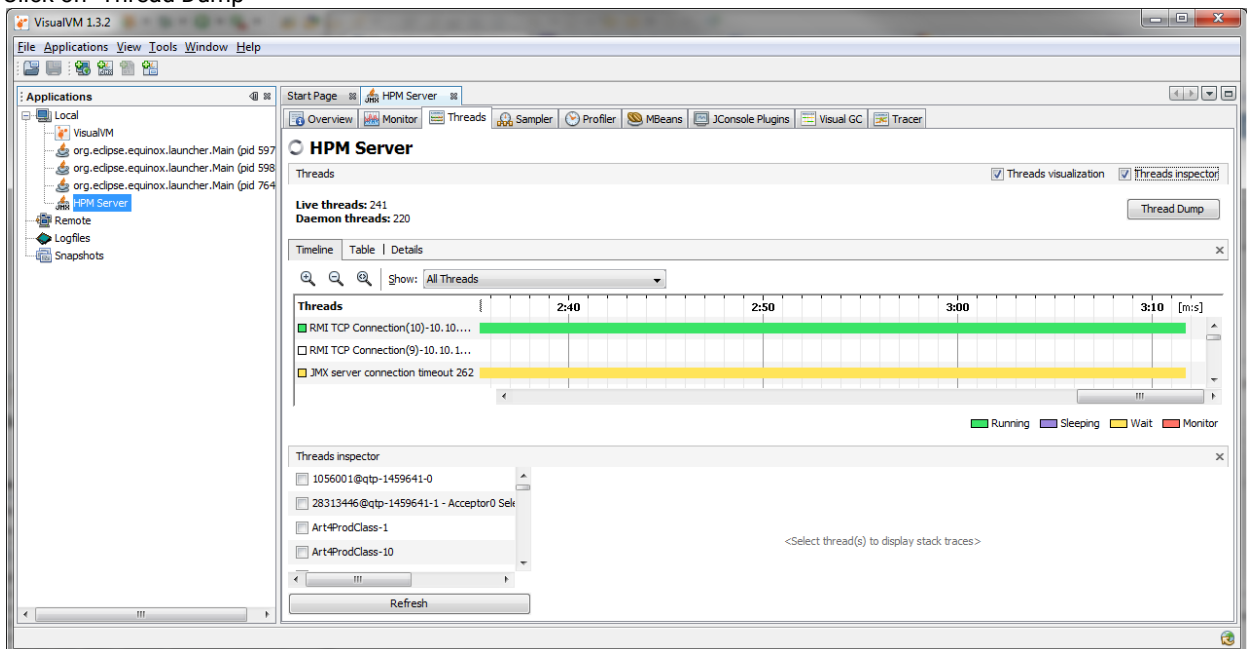 Click on "Thread Dump"
VisualVM 1.3.2
File Applications View Tools Window Help
Applications
Start Page HPM Server
Local
VisualVM
org.eclipse.equinox.launcher.Main (pid 597
org.eclipse.equinox.launcher.Main (pid 598
org.eclipse.equinox.launcher.Main (pid 764
HPM Server
Remote
Logfiles
Snapshots
Overview Monitor Threads Sampler Profiler MBeans JConsole Plugins Visual GC Tracer
HPM Server
Threads Threads visualization Threads inspector
Live threads: 241
Daemon threads: 220
Thread Dump
Timeline Table Details
Show: All Threads
Threads 2:40 2:50 3:00 3:10 [m:s]
RMI TCP Connection(10)-10.10....
RMI TCP Connection(9)-10.10.1...
JMX server connection timeout 262
Running Sleeping Wait Monitor
Threads inspector
1056001@qtp-1459641-0
28313446@qtp-1459641-1 - Acceptor0 Sele
Art4ProdClass-1
Art4ProdClass-10
<Select thread(s) to display stack traces>
Refresh